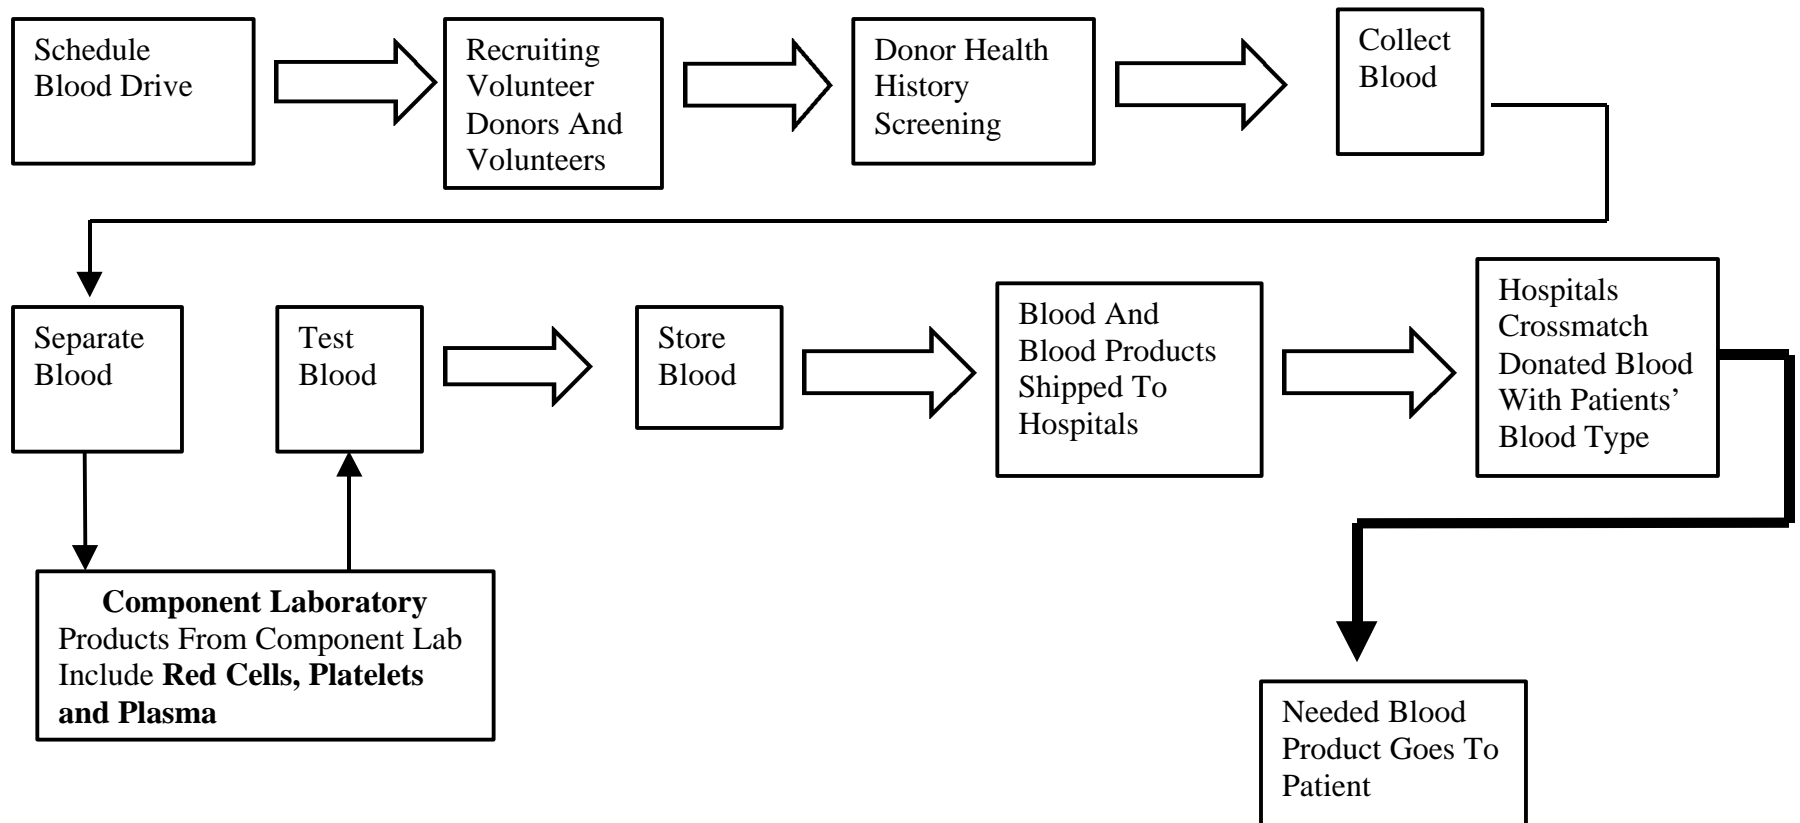 Schedule
Blood Drive
Recruiting
Volunteer
Donors And
Volunteers
Donor Health
History
Screening
Collect
Blood
Separate
Blood
Test
Blood
Store
Blood
Blood And
Blood Products
Shipped To
Hospitals
Hospitals
Crossmatch
Donated Blood
With Patients’
Blood Type
Component Laboratory
Products From Component Lab
Include Red Cells, Platelets
and Plasma
Needed Blood
Product Goes To
Patient